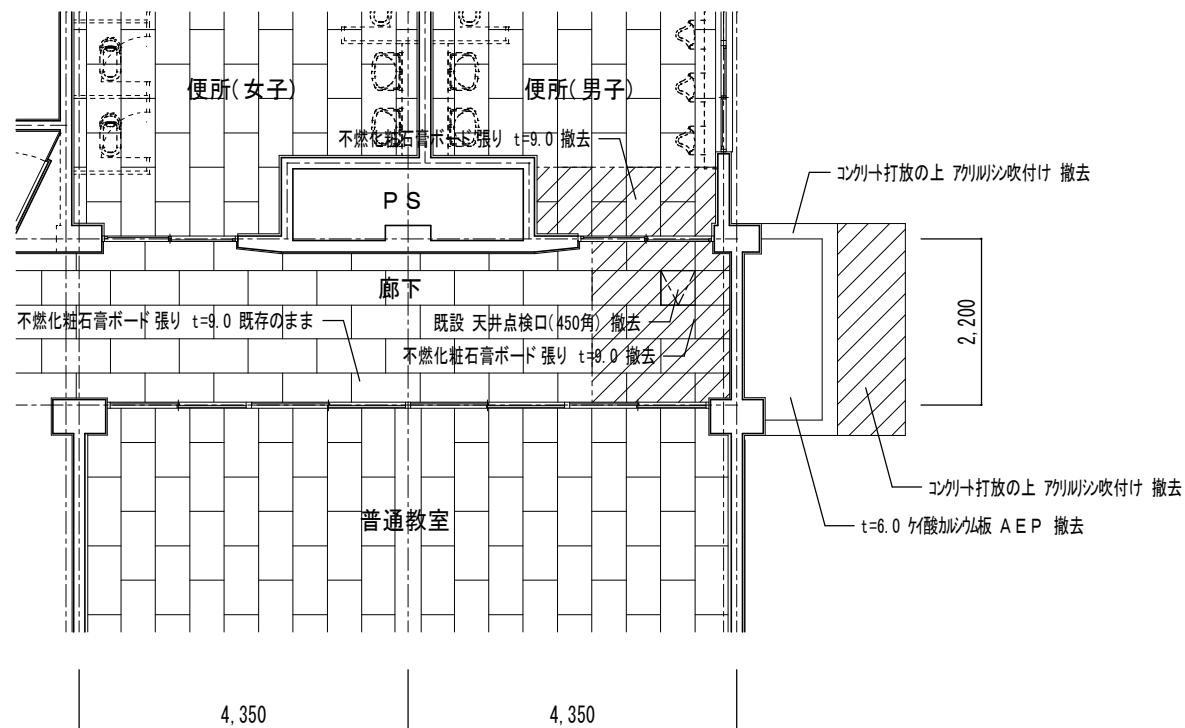 便所(女子)
便所(男子)
不燃化粧石膏ボード 張り t=9.0 撤去
コンクリート打放の上 アクリルリシン吹付け 撤去
PS
廊下
2,200
不燃化粧石膏ボード 張り t=9.0 既存のまま
既設 天井点検口(450角) 撤去
不燃化粧石膏ボード 張り t=9.0 撤去
コンクリート打放の上 アクリルリシン吹付け 撤去
普通教室
t=6.0 ケイ酸カルシウム板 AEP 撤去
4,350
4,350